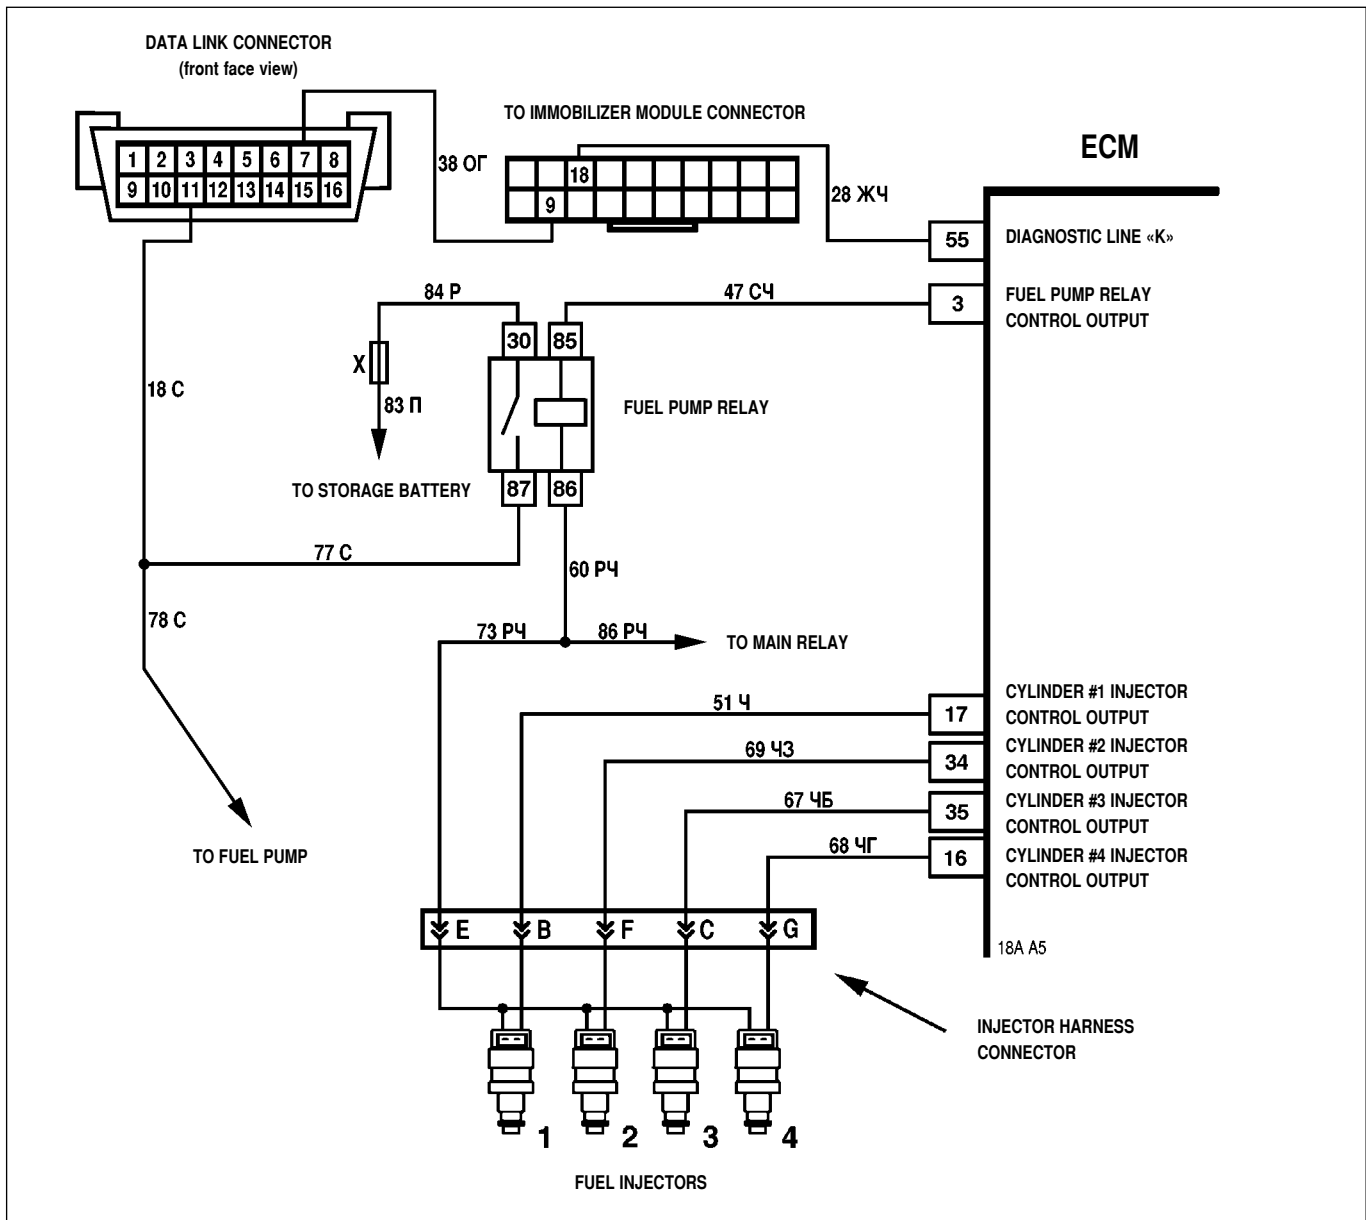 DATA LINK CONNECTOR
(front face view)
TO IMMOBILIZER MODULE CONNECTOR
ECM
1 2 3 4 5 6 7 8
9 10 11 12 13 14 15 16
38 ОГ
18
9
28 ЖЧ
55
DIAGNOSTIC LINE «K»
84 Р
47 СЧ
3
FUEL PUMP RELAY
CONTROL OUTPUT
30
85
X
18 С
83 П
FUEL PUMP RELAY
TO STORAGE BATTERY
87
86
77 С
60 РЧ
78 С
73 РЧ
86 РЧ
TO MAIN RELAY
51 Ч
17
CYLINDER #1 INJECTOR
CONTROL OUTPUT
69 ЧЗ
34
CYLINDER #2 INJECTOR
CONTROL OUTPUT
67 ЧБ
35
CYLINDER #3 INJECTOR
CONTROL OUTPUT
68 ЧГ
16
CYLINDER #4 INJECTOR
CONTROL OUTPUT
TO FUEL PUMP
E B F C G
18A A5
INJECTOR HARNESS
CONNECTOR
1 2 3 4
FUEL INJECTORS